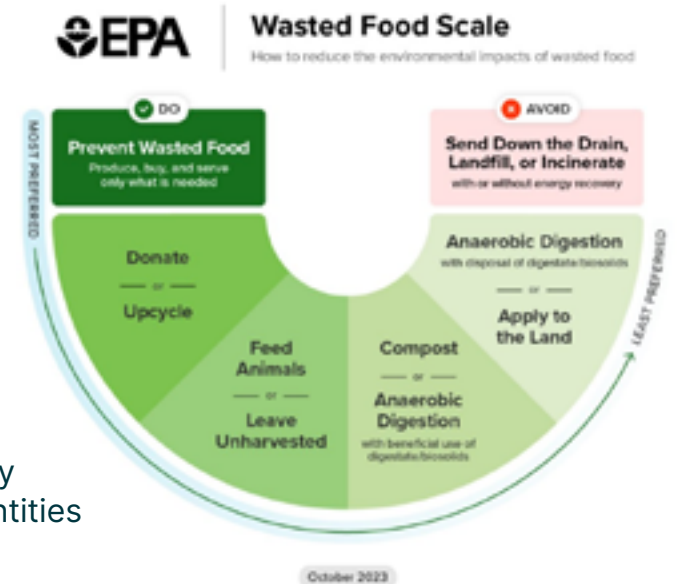 EPA
Wasted Food Scale
How to reduce the environmental impacts of wasted food
DO
Prevent Wasted Food
Produce, buy, and serve
only what is needed
AVOID
Send Down the Drain,
Landfill, or Incinerate
with or without energy recovery
MOST PREFERRED
Donate
or
Upcycle
Feed
Animals
or
Leave
Unharvested
Compost
or
Anaerobic
Digestion
with beneficial use of
digestate/biosolids
Anaerobic Digestion
with disposal of digestate/biosolids
or
Apply to
the Land
LEAST PREFERRED
y
ntities
October 2023